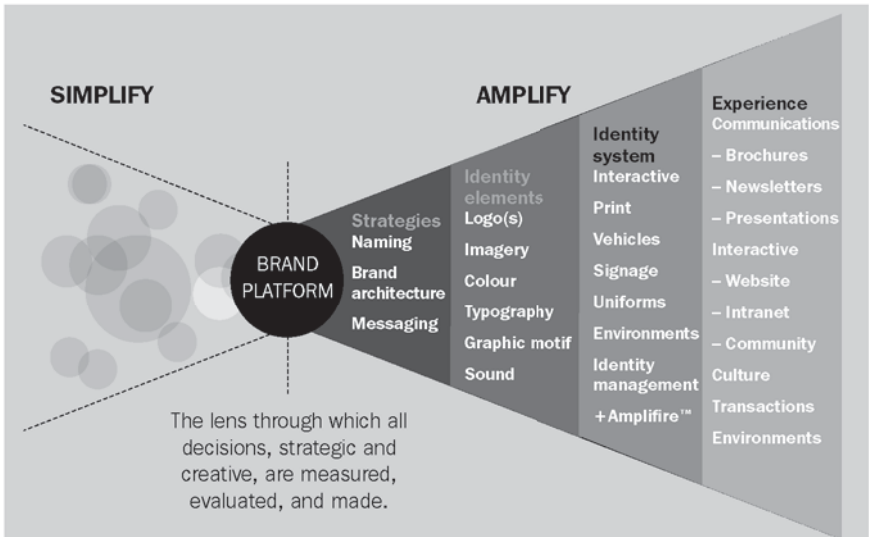 SIMPLIFY
BRAND
PLATFORM
The lens through which all
decisions, strategic and
creative, are measured,
evaluated, and made.
AMPLIFY
Strategies
Naming
Brand
architecture
Messaging
Identity
elements
Logo(s)
Imagery
Colour
Typography
Graphic motif
Sound
Identity
system
Interactive
Print
Vehicles
Signage
Uniforms
Environments
Identity
management
+Amplifire™
Experience
Communications
– Brochures
– Newsletters
– Presentations
Interactive
– Website
– Intranet
– Community
Culture
Transactions
Environments